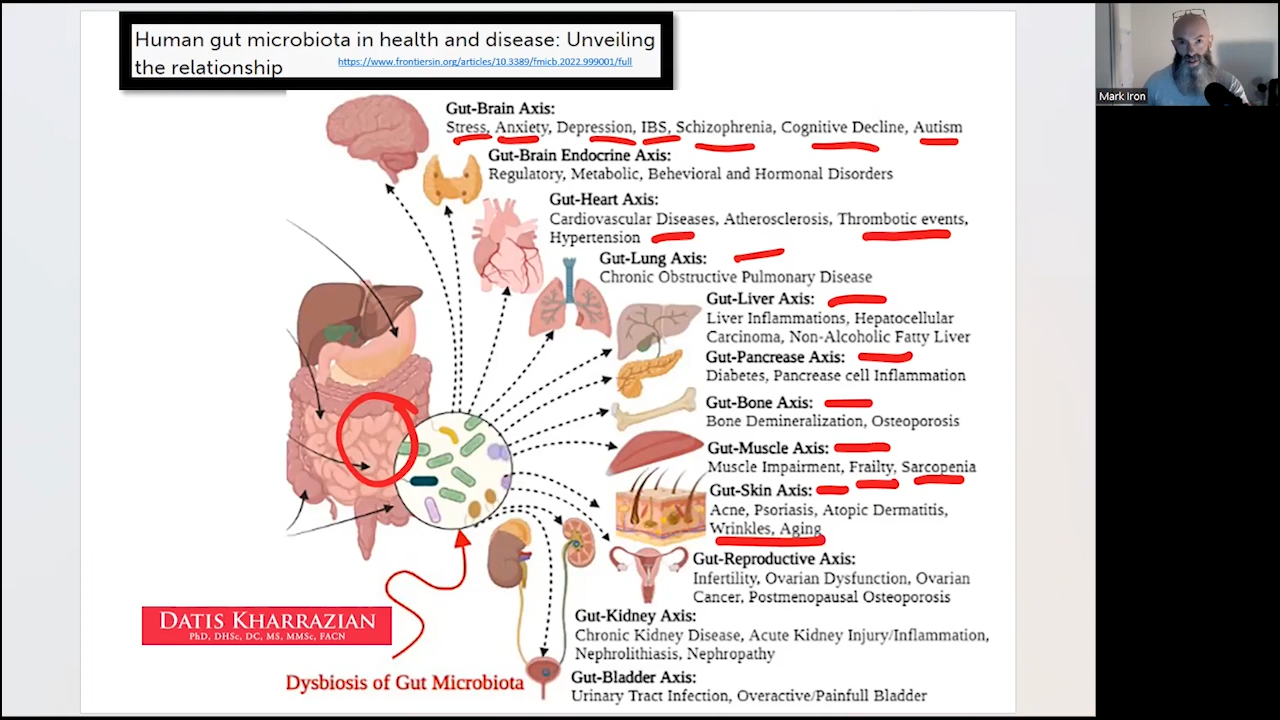 Human gut microbiota in health and disease: Unveiling
the relationship
https://www.frontiersin.org/articles/10.3389/fmicb.2022.999001/full
Mark Iron
Gut-Brain Axis:
Stress, Anxiety, Depression, IBS, Schizophrenia, Cognitive Decline, Autism
Gut-Brain Endocrine Axis:
Regulatory, Metabolic, Behevioral and Hormonal Disorders
Gut-Heart Axis:
Cardiovascular Diseases, Atherosclerosis, Thrombotic events,
Hypertension
Gut-Lung Axis:
Chronic Obstructive Pulmonary Disease
Gut-Liver Axis:
Liver Inflammations, Hepatocellular
Carcinoma, Non-Alcoholic Fatty Liver
Gut-Pancrease Axis:
Diabetes, Pancrease cell Inflammation
Gut-Bone Axis:
Bone Demineralization, Osteoporosis
Gut-Muscle Axis:
Muscle Impairment, Frailty, Sarcopenia
Gut-Skin Axis:
Acne, Psoriasis, Atopic Dermatitis,
Wrinkles, Aging
Gut-Reproductive Axis:
Infertility, Ovarian Dysfunction, Ovarian
Cancer, Postmenopausal Osteoporosis
Gut-Kidney Axis:
Chronic Kidney Disease, Acute Kidney Injury/Inflammation,
Nephrolithiasis, Nephropathy
Gut-Bladder Axis:
Urinary Tract Infection, Overactive/Painfull Bladder
DATIS KHARRAZIAN
PhD, DHSc, DC, MS, MMSc, FACN
Dysbiosis of Gut Microbiota